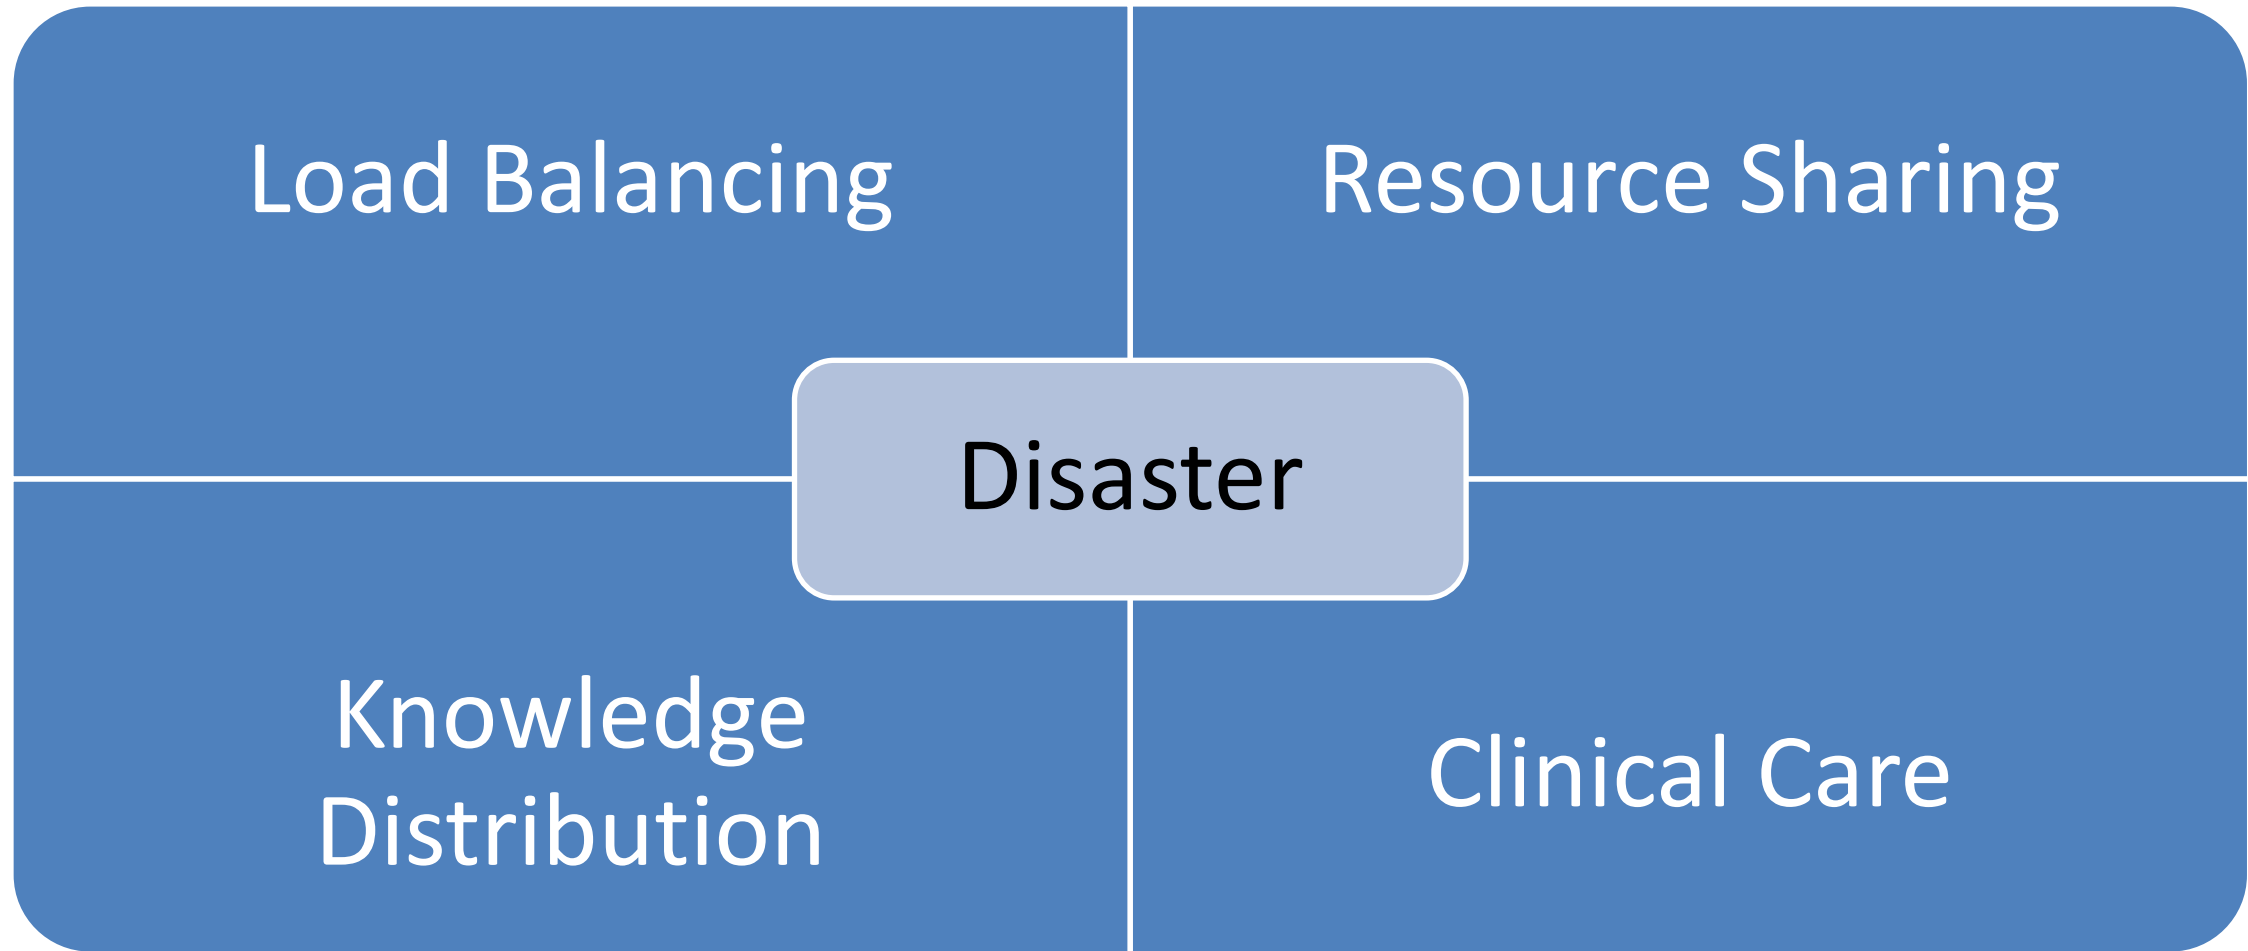 Load Balancing
Resource Sharing
Disaster
Knowledge
Distribution
Clinical Care